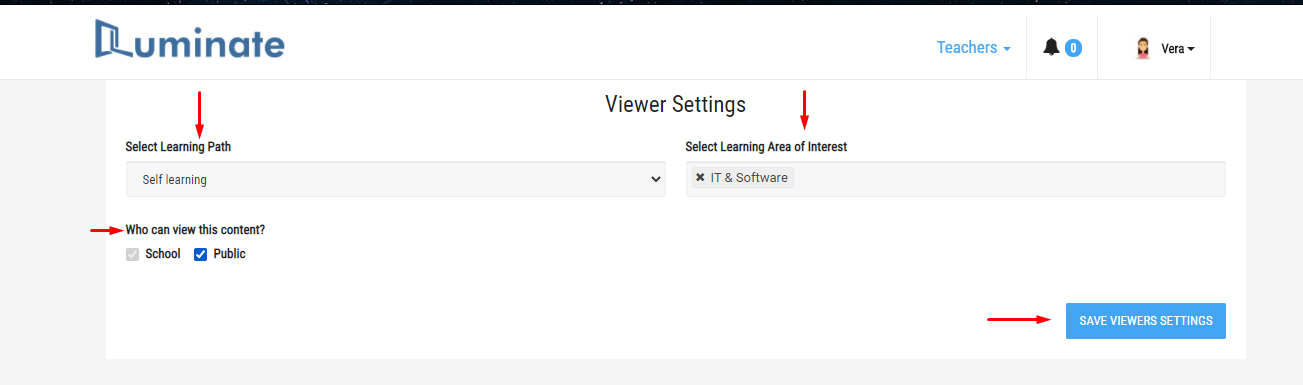 Luminate
Teachers
0
Vera
Viewer Settings
Select Learning Path
Select Learning Area of Interest
Self learning
✖ IT & Software
Who can view this content?
School Public
SAVE VIEWERS SETTINGS